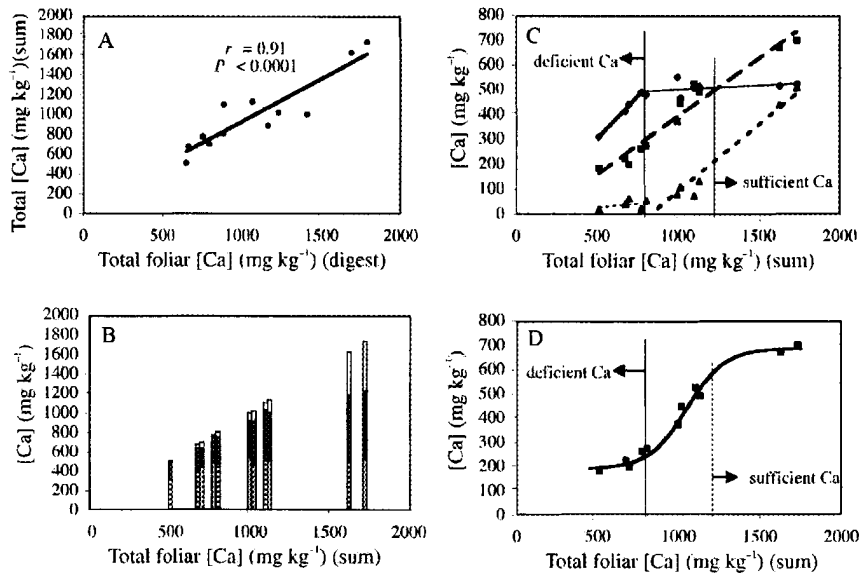 A
r = 0.91
P < 0.0001
Total [Ca] (mg kg⁻¹)(sum)
2000
1800
1600
1400
1200
1000
800
600
400
200
0
0 500 1000 1500 2000
Total foliar [Ca] (mg kg⁻¹) (digest)
C
deficient Ca
sufficient Ca
[Ca] (mg kg⁻¹)
800
700
600
500
400
300
200
100
0
0 500 1000 1500 2000
Total foliar [Ca] (mg kg⁻¹) (sum)
B
[Ca] (mg kg⁻¹)
2000
1800
1600
1400
1200
1000
800
600
400
200
0
0 500 1000 1500 2000
Total foliar [Ca] (mg kg⁻¹) (sum)
D
deficient Ca
sufficient Ca
[Ca] (mg kg⁻¹)
800
700
600
500
400
300
200
100
0
0 500 1000 1500 2000
Total foliar [Ca] (mg kg⁻¹) (sum)